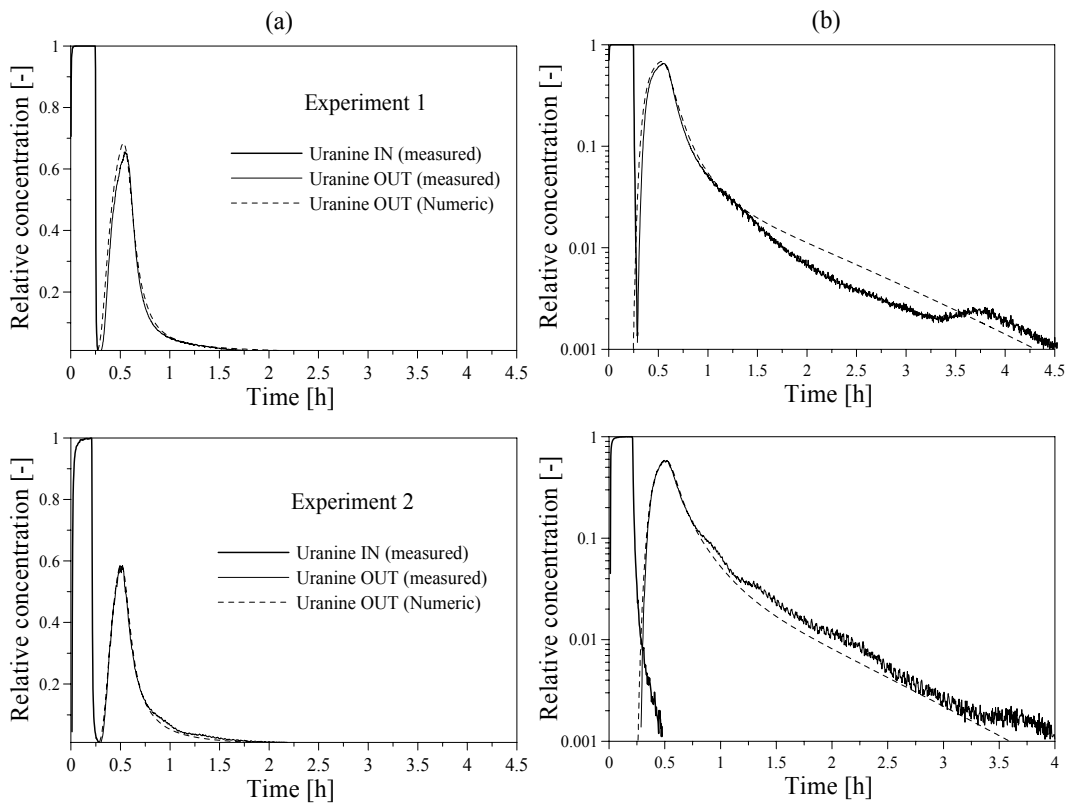 (a)
Relative concentration [-]
1
0.8
0.6
0.4
0.2
Experiment 1
Uranine IN (measured)
Uranine OUT (measured)
Uranine OUT (Numeric)
0 0.5 1 1.5 2 2.5 3 3.5 4 4.5
Time [h]
(b)
Relative concentration [-]
1
0.1
0.01
0.001
0 0.5 1 1.5 2 2.5 3 3.5 4 4.5
Time [h]
Relative concentration [-]
1
0.8
0.6
0.4
0.2
Experiment 2
Uranine IN (measured)
Uranine OUT (measured)
Uranine OUT (Numeric)
0 0.5 1 1.5 2 2.5 3 3.5 4 4.5
Time [h]
Relative concentration [-]
1
0.1
0.01
0.001
0 0.5 1 1.5 2 2.5 3 3.5 4
Time [h]